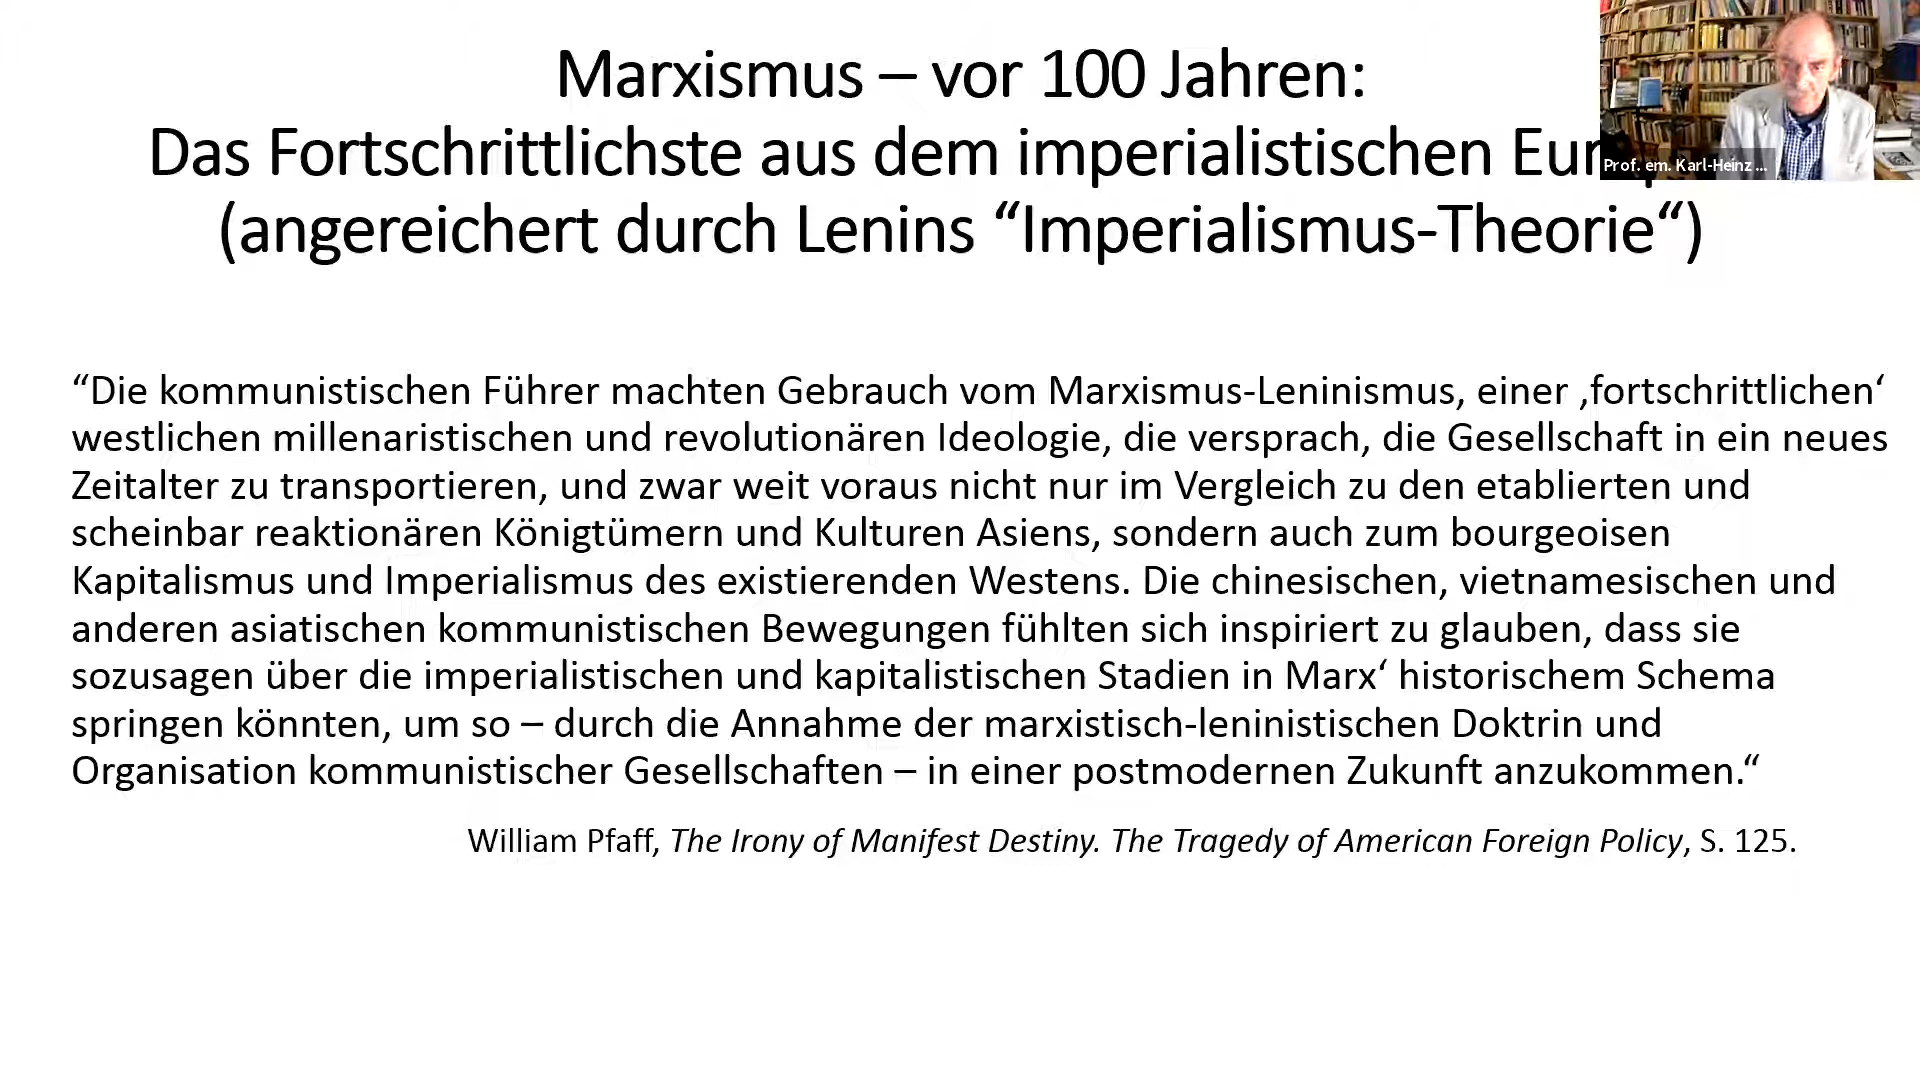 Marxismus – vor 100 Jahren:
Das Fortschrittlichste aus dem imperialistischen
(angereichert durch Lenins “Imperialismus-Theorie“)
Prof. em. Karl-Heinz ...
“Die kommunistischen Führer machten Gebrauch vom Marxismus-Leninismus, einer ‚fortschrittlichen‘
westlichen millenaristischen und revolutionären Ideologie, die versprach, die Gesellschaft in ein neues
Zeitalter zu transportieren, und zwar weit voraus nicht nur im Vergleich zu den etablierten und
scheinbar reaktionären Königtümern und Kulturen Asiens, sondern auch zum bourgeoisen
Kapitalismus und Imperialismus des existierenden Westens. Die chinesischen, vietnamesischen und
anderen asiatischen kommunistischen Bewegungen fühlten sich inspiriert zu glauben, dass sie
sozusagen über die imperialistischen und kapitalistischen Stadien in Marx‘ historischem Schema
springen könnten, um so – durch die Annahme der marxistisch-leninistischen Doktrin und
Organisation kommunistischer Gesellschaften – in einer postmodernen Zukunft anzukommen.“
William Pfaff, The Irony of Manifest Destiny. The Tragedy of American Foreign Policy, S. 125.